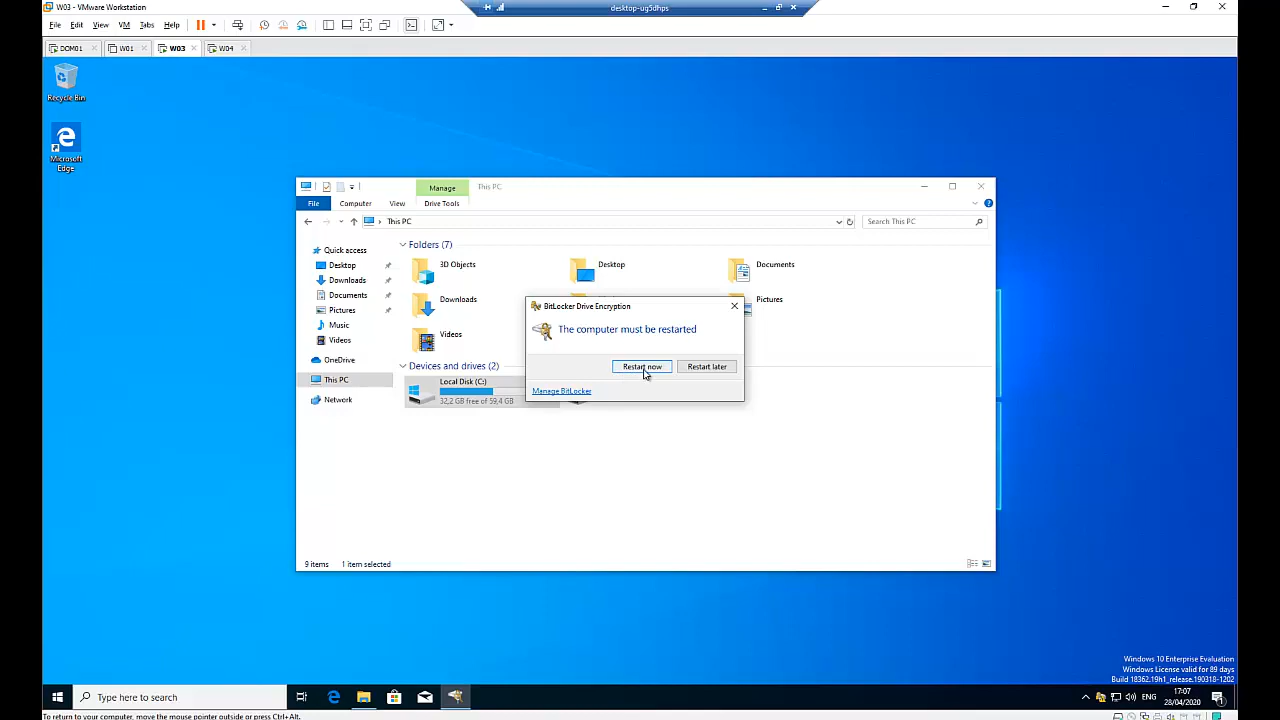 W03 - VMware Workstation
desktop-ug5dhps
File Edit View VM Tabs Help
DOM01 W01 W03 W04
Recycle Bin
Microsoft
Edge
Manage This PC
File Computer View Drive Tools
This PC
Search This PC
Quick access
Desktop
Downloads
Documents
Pictures
Music
Videos
OneDrive
This PC
Network
Folders (7)
3D Objects
Desktop
Documents
Downloads
Pictures
Videos
Devices and drives (2)
Local Disk (C:)
32,2 GB free of 59,4 GB
BitLocker Drive Encryption
The computer must be restarted
Restart now Restart later
Manage BitLocker
9 items 1 item selected
Windows 10 Enterprise Evaluation
Windows License valid for 89 days
Build 18362.19h1_release.190318-1202
Type here to search
ENG
17:07
28/04/2020
To return to your computer, move the mouse pointer outside or press Ctrl+Alt.